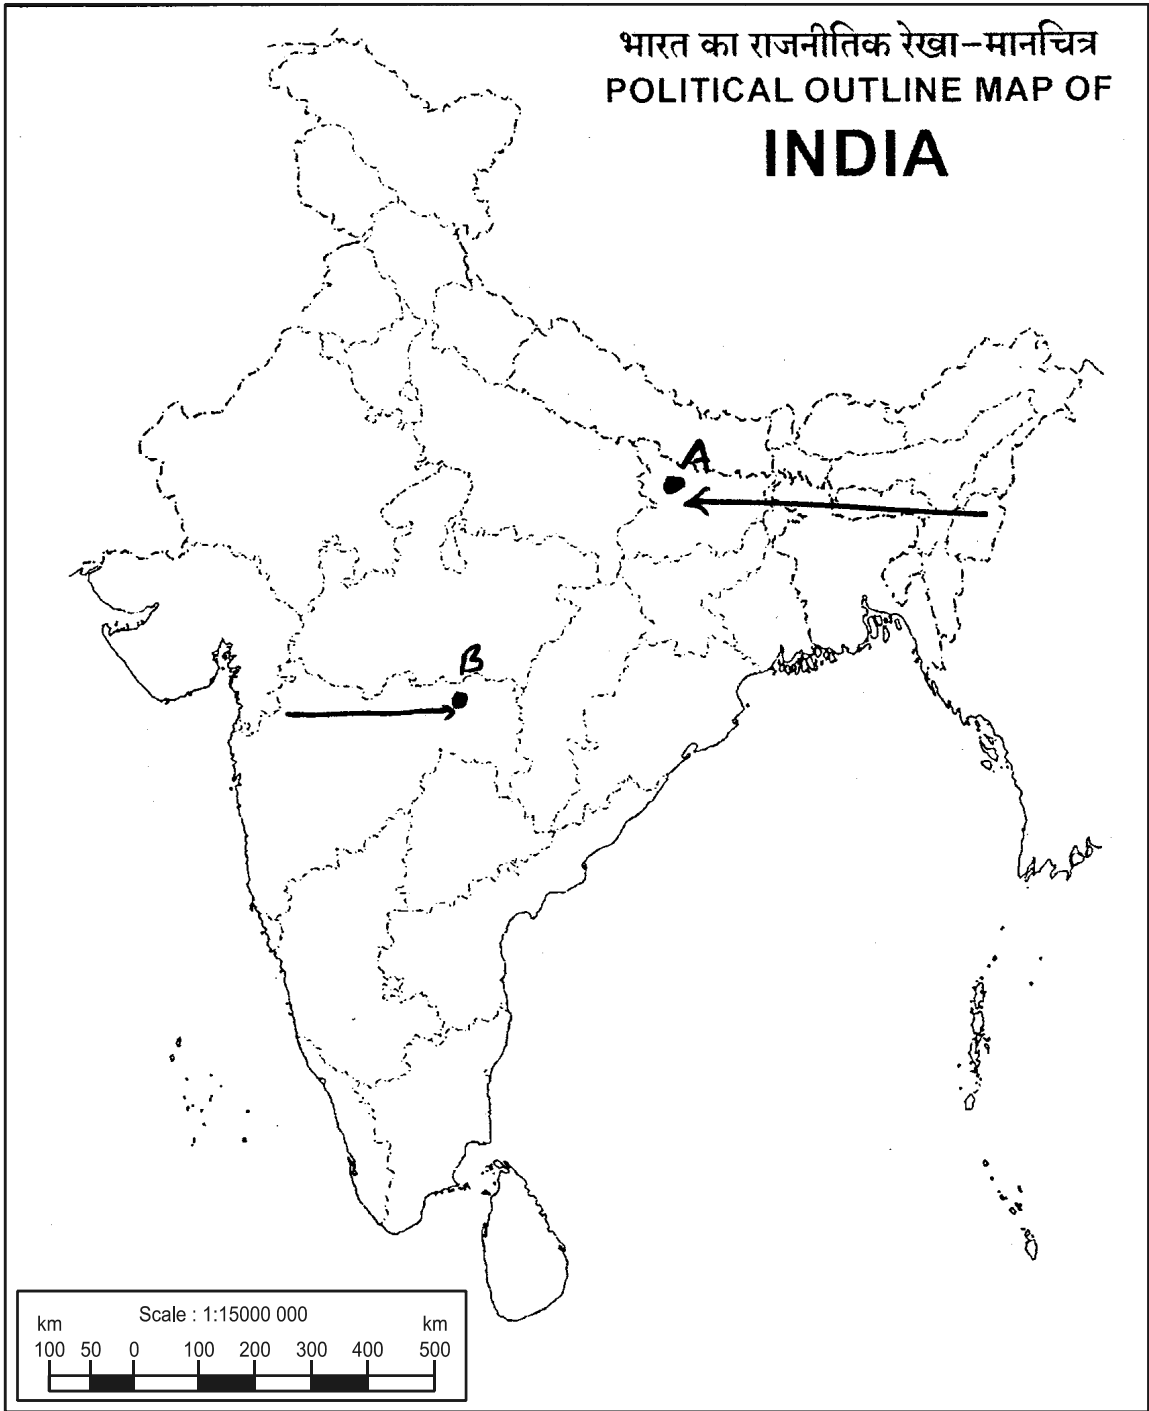 भारत का राजनीतिक रेखा-मानचित्र
POLITICAL OUTLINE MAP OF
INDIA
A
B
Scale : 1:15000 000
km km
100 50 0 100 200 300 400 500